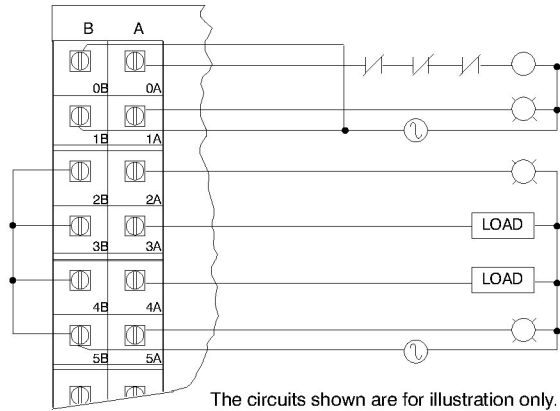 B A
0B 0A
1B 1A
2B 2A
3B 3A LOAD
4B 4A LOAD
5B 5A
The circuits shown are for illustration only.